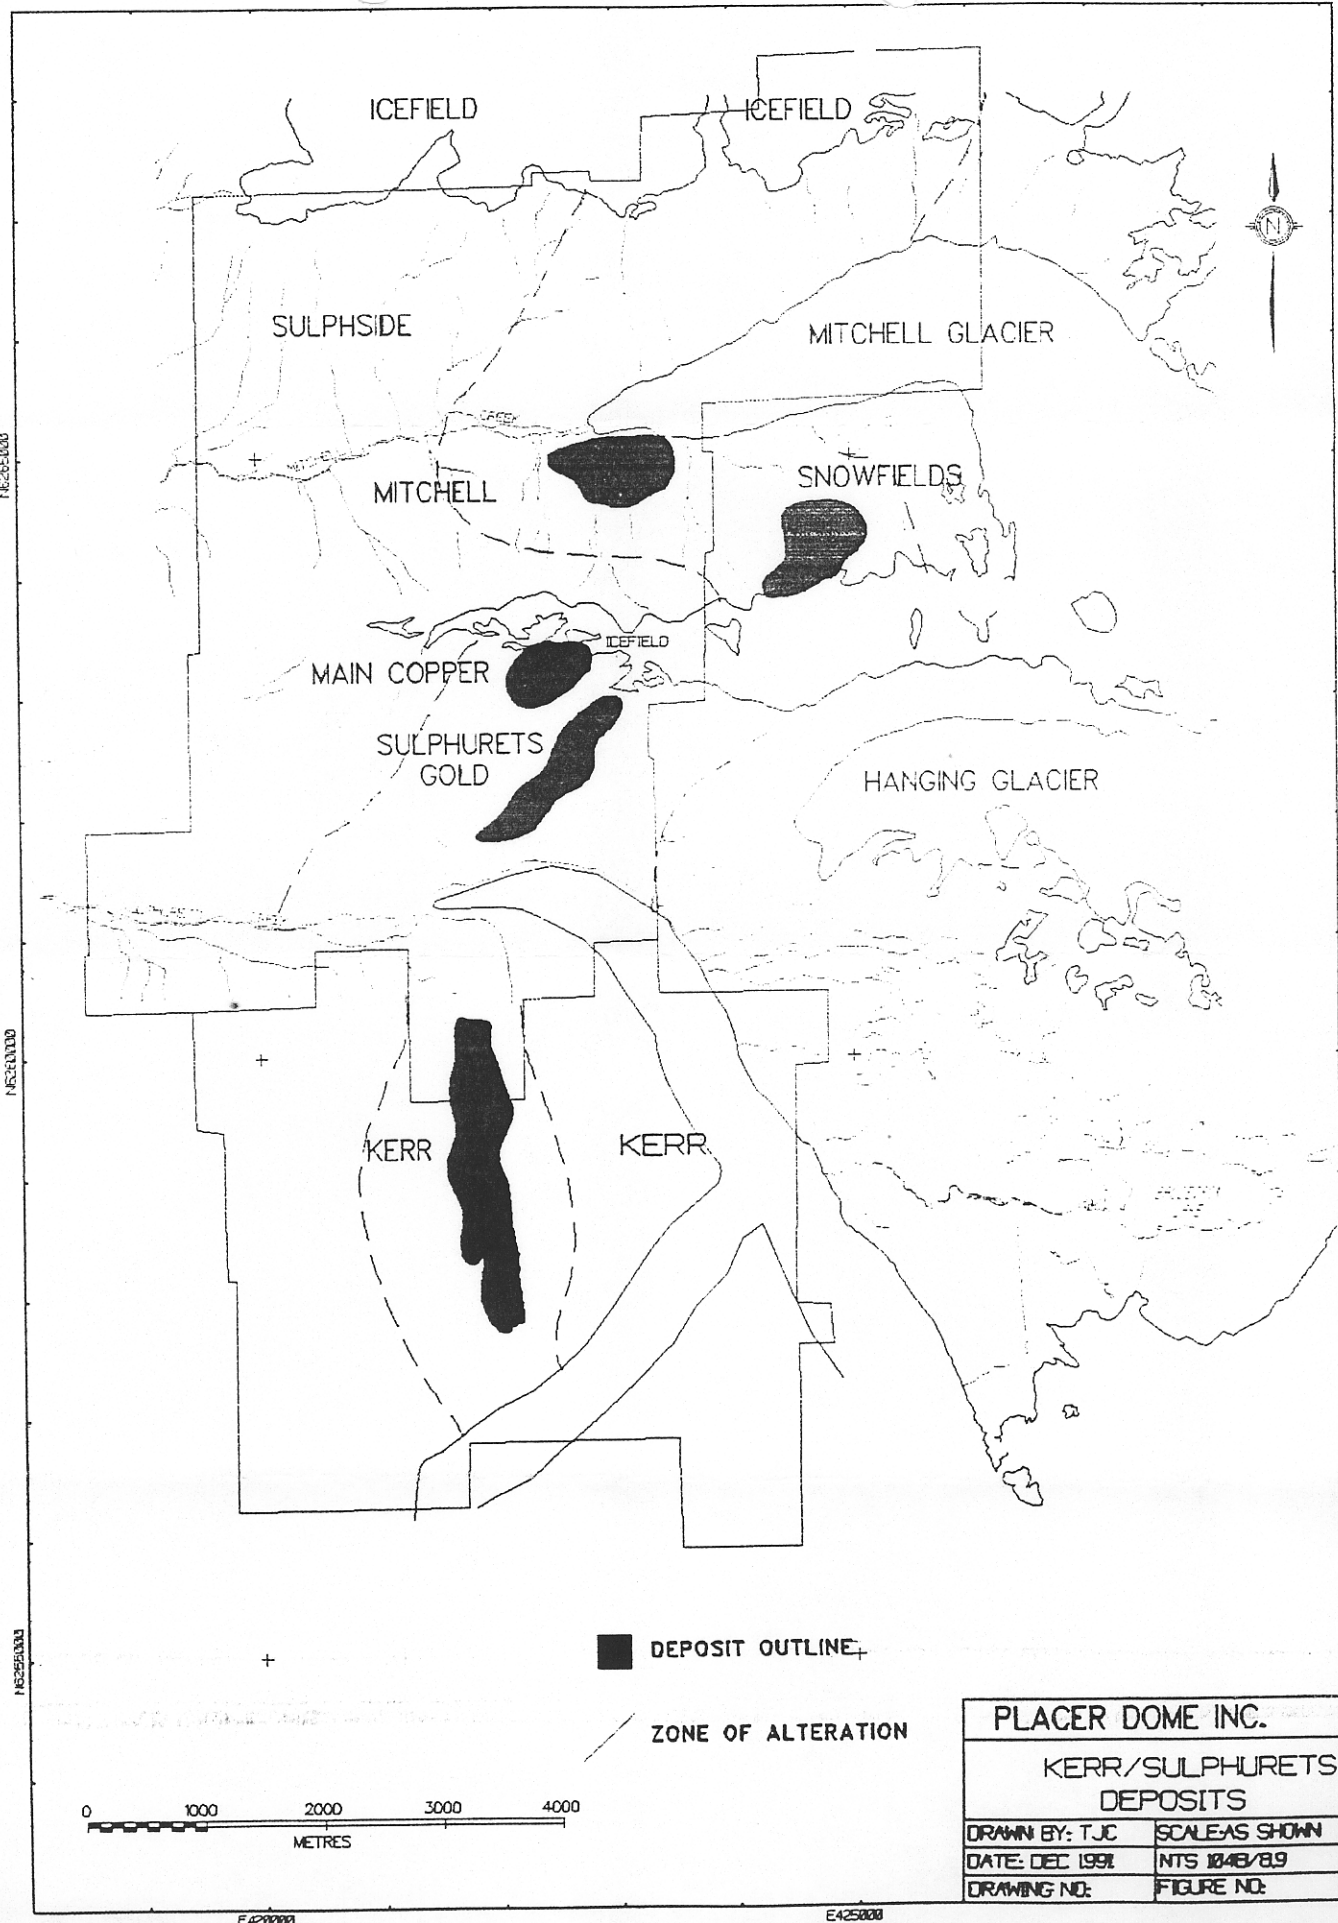 ICEFIELD
ICEFIELD
N
SULPHSIDE
MITCHELL GLACIER
CREEK
N6265000
MITCHELL
SNOWFIELDS
ICEFIELD
MAIN COPPER
SULPHURETS
GOLD
HANGING GLACIER
N6260000
KERR
KERR
N6255000
DEPOSIT OUTLINE
ZONE OF ALTERATION
0 1000 2000 3000 4000
METRES
PLACER DOME INC.
KERR/SULPHURETS
DEPOSITS
DRAWN BY: TJC
SCALE:AS SHOWN
DATE: DEC 1991
NTS 104B/8,9
DRAWING NO:
FIGURE NO:
E420000
E425000